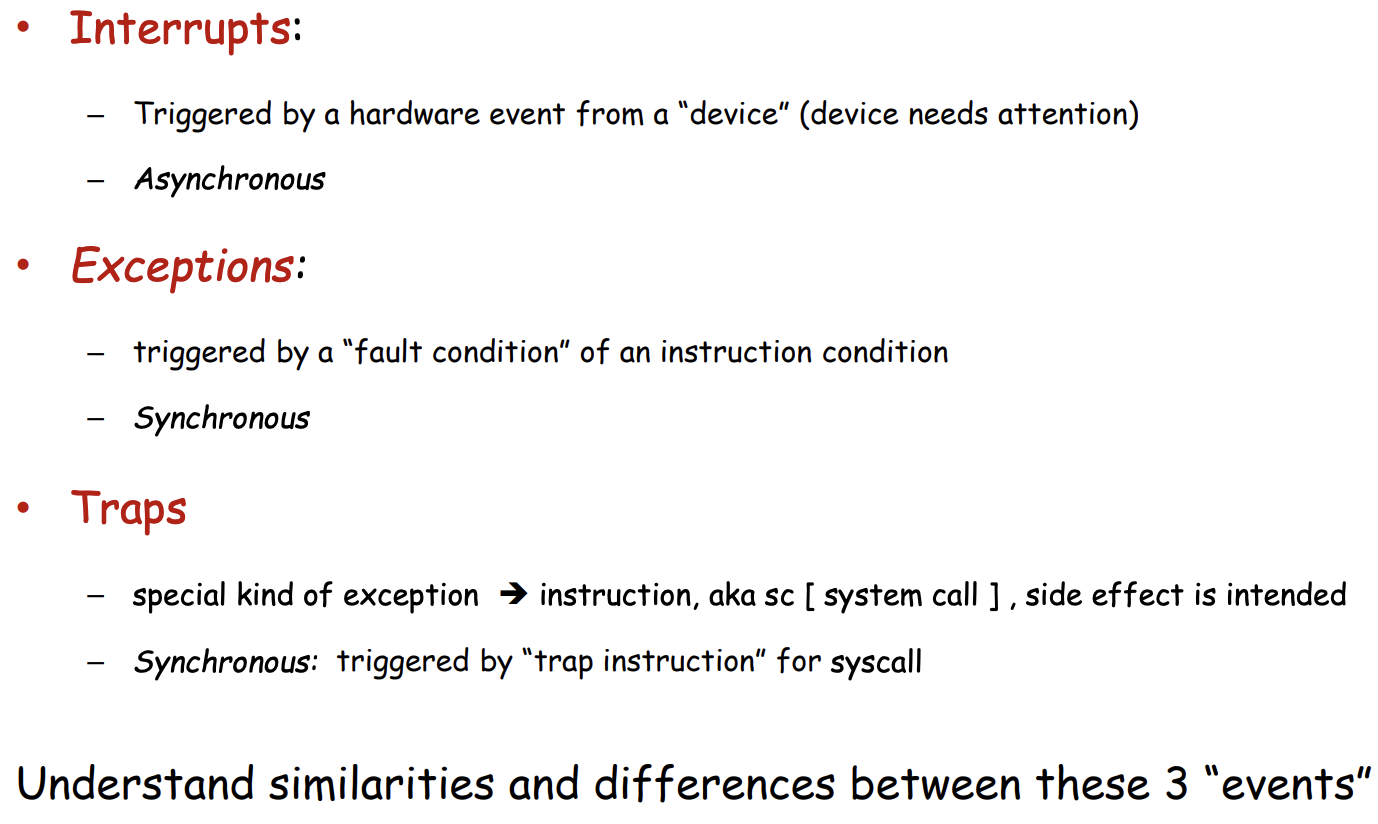 • Interrupts:
– Triggered by a hardware event from a “device” (device needs attention)
– Asynchronous
• Exceptions:
– triggered by a “fault condition” of an instruction condition
– Synchronous
• Traps
– special kind of exception ➔ instruction, aka sc [ system call ] , side effect is intended
– Synchronous: triggered by “trap instruction” for syscall
Understand similarities and differences between these 3 “events”